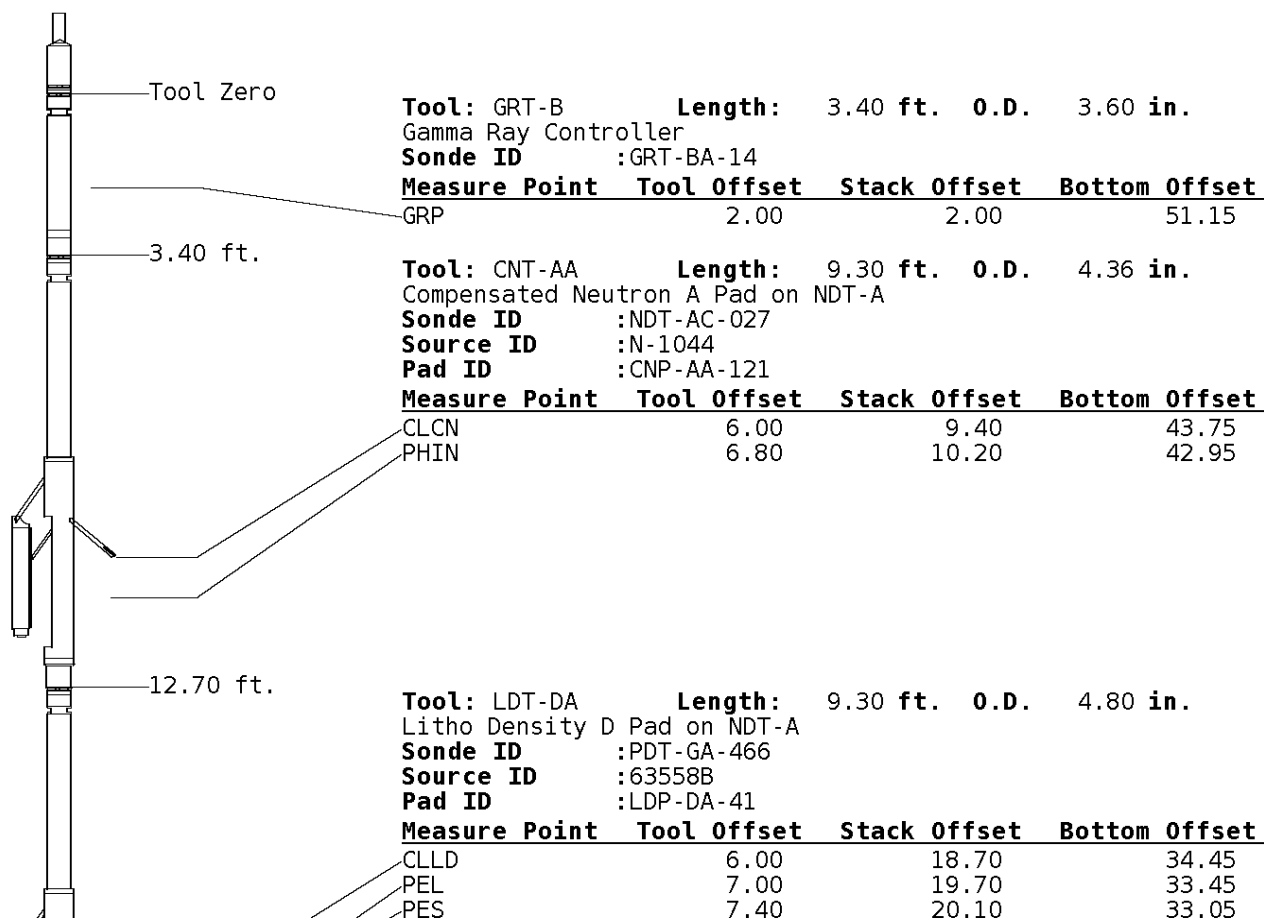 Tool Zero
Tool: GRT-B Length: 3.40 ft. O.D. 3.60 in.
Gamma Ray Controller
Sonde ID :GRT-BA-14
Measure Point Tool Offset Stack Offset Bottom Offset
GRP 2.00 2.00 51.15
3.40 ft.
Tool: CNT-AA Length: 9.30 ft. O.D. 4.36 in.
Compensated Neutron A Pad on NDT-A
Sonde ID :NDT-AC-027
Source ID :N-1044
Pad ID :CNP-AA-121
Measure Point Tool Offset Stack Offset Bottom Offset
CLCN 6.00 9.40 43.75
PHIN 6.80 10.20 42.95
12.70 ft.
Tool: LDT-DA Length: 9.30 ft. O.D. 4.80 in.
Litho Density D Pad on NDT-A
Sonde ID :PDT-GA-466
Source ID :63558B
Pad ID :LDP-DA-41
Measure Point Tool Offset Stack Offset Bottom Offset
CLLD 6.00 18.70 34.45
PEL 7.00 19.70 33.45
PES 7.40 20.10 33.05